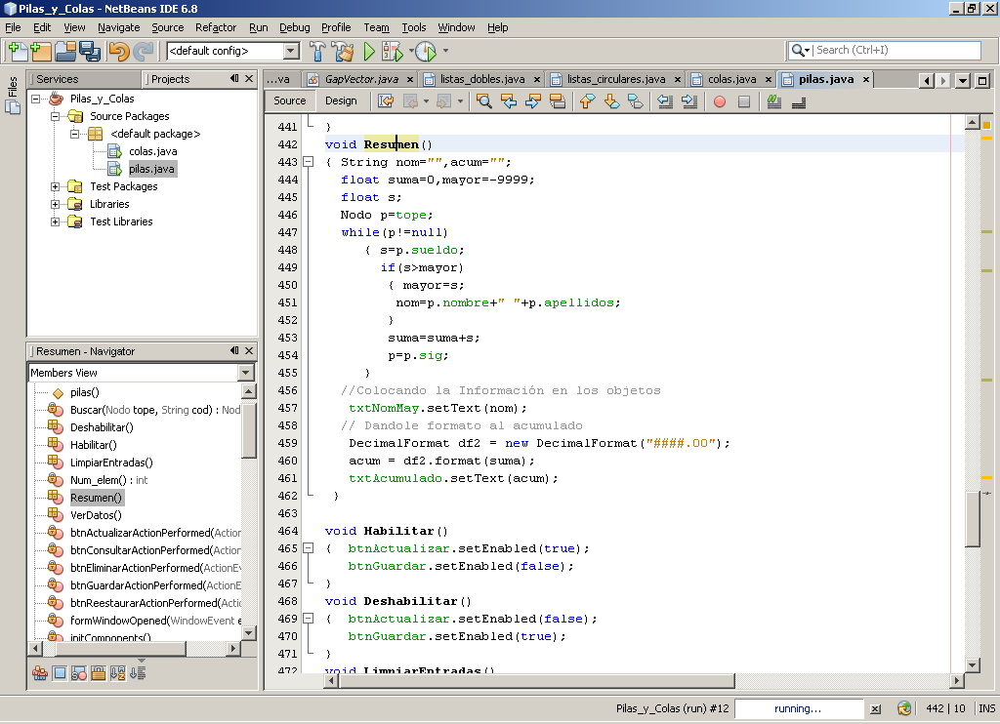 Pilas_y_Colas - NetBeans IDE 6.8
File Edit View Navigate Source Refactor Run Debug Profile Team Tools Window Help
<default config>
Search (Ctrl+I)
Files
Services
Projects
Pilas_y_Colas
Source Packages
<default package>
colas.java
pilas.java
Test Packages
Libraries
Test Libraries
Resumen - Navigator
Members View
pilas()
Buscar(Nodo tope, String cod) : Nod
Deshabilitar()
Habilitar()
LimpiarEntradas()
Num_elem() : int
Resumen()
VerDatos()
btnActualizarActionPerformed(Action
btnConsultarActionPerformed(Action
btnEliminarActionPerformed(ActionEv
btnGuardarActionPerformed(ActionE
btnReestaurarActionPerformed(Actio
formWindowOpened(WindowEvent e
initComponents()
...va GapVector.java listas_dobles.java listas_circulares.java colas.java pilas.java
Source Design
441 }
442 void Resumen()
443 { String nom="",acum="";
444 float suma=0,mayor=-9999;
445 float s;
446 Nodo p=tope;
447 while(p!=null)
448 { s=p.sueldo;
449 if(s>mayor)
450 { mayor=s;
451 nom=p.nombre+" "+p.apellidos;
452 }
453 suma=suma+s;
454 p=p.sig;
455 }
456 //Colocando la Información en los objetos
457 txtNomMay.setText(nom);
458 // Dandole formato al acumulado
459 DecimalFormat df2 = new DecimalFormat("####.00");
460 acum = df2.format(suma);
461 txtAcumulado.setText(acum);
462 }
463
464 void Habilitar()
465 { btnActualizar.setEnabled(true);
466 btnGuardar.setEnabled(false);
467 }
468 void Deshabilitar()
469 { btnActualizar.setEnabled(false);
470 btnGuardar.setEnabled(true);
471 }
472 void LimpiarEntradas()
Pilas_y_Colas (run) #12 running... 442 | 10 INS